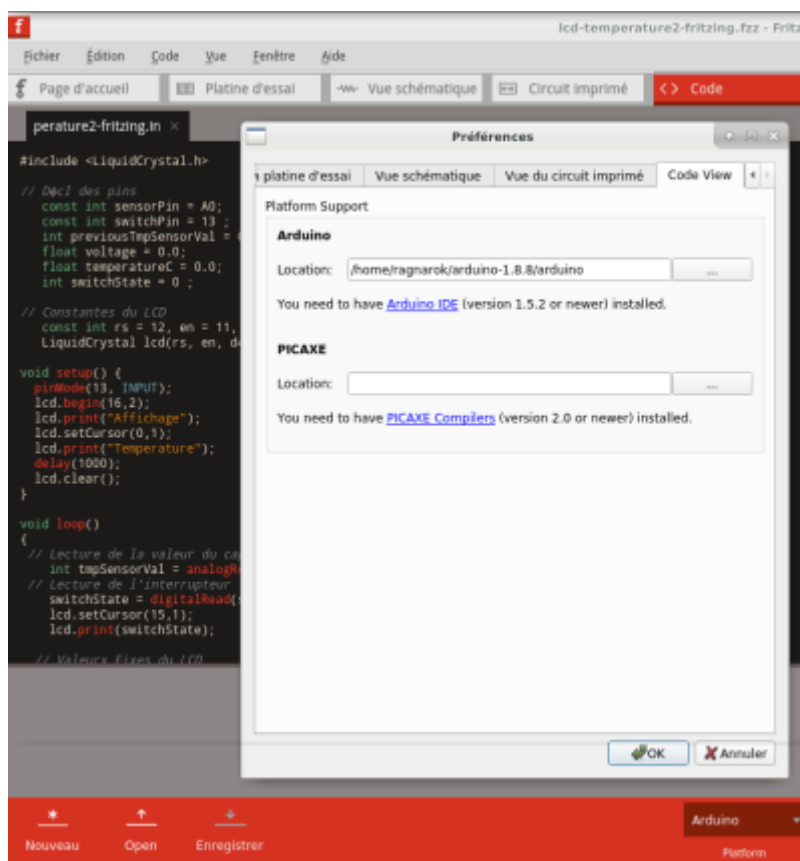 f
lcd-temperature2-fritzing.fzz - Fritz
Fichier Édition Code Vue Fenêtre Aide
Page d'accueil Platine d'essai Vue schématique Circuit imprimé <> Code
perature2-fritzing.in ×
#include <LiquidCrystal.h>
// Décl des pins
const int sensorPin = A0;
const int switchPin = 13 ;
int previousTmpSensorVal =
float voltage = 0.0;
float temperatureC = 0.0;
int switchState = 0 ;
// Constantes du LCD
const int rs = 12, en = 11,
LiquidCrystal lcd(rs, en, d
void setup() {
pinMode(13, INPUT);
lcd.begin(16,2);
lcd.print("Affichage");
lcd.setCursor(0,1);
lcd.print("Temperature");
delay(1000);
lcd.clear();
}
void loop()
{
// Lecture de la valeur du ca
int tmpSensorVal = analogR
// Lecture de l'interrupteur
switchState = digitalRead(
lcd.setCursor(15,1);
lcd.print(switchState);
// Valeurx Fixes du LCD
Préférences
platine d'essai Vue schématique Vue du circuit imprimé Code View
Platform Support
Arduino
Location: /home/ragnarok/arduino-1.8.8/arduino ...
You need to have Arduino IDE (version 1.5.2 or newer) installed.
PICAXE
Location: ...
You need to have PICAXE Compilers (version 2.0 or newer) installed.
OK Annuler
Nouveau Open Enregistrer
Arduino
Platform